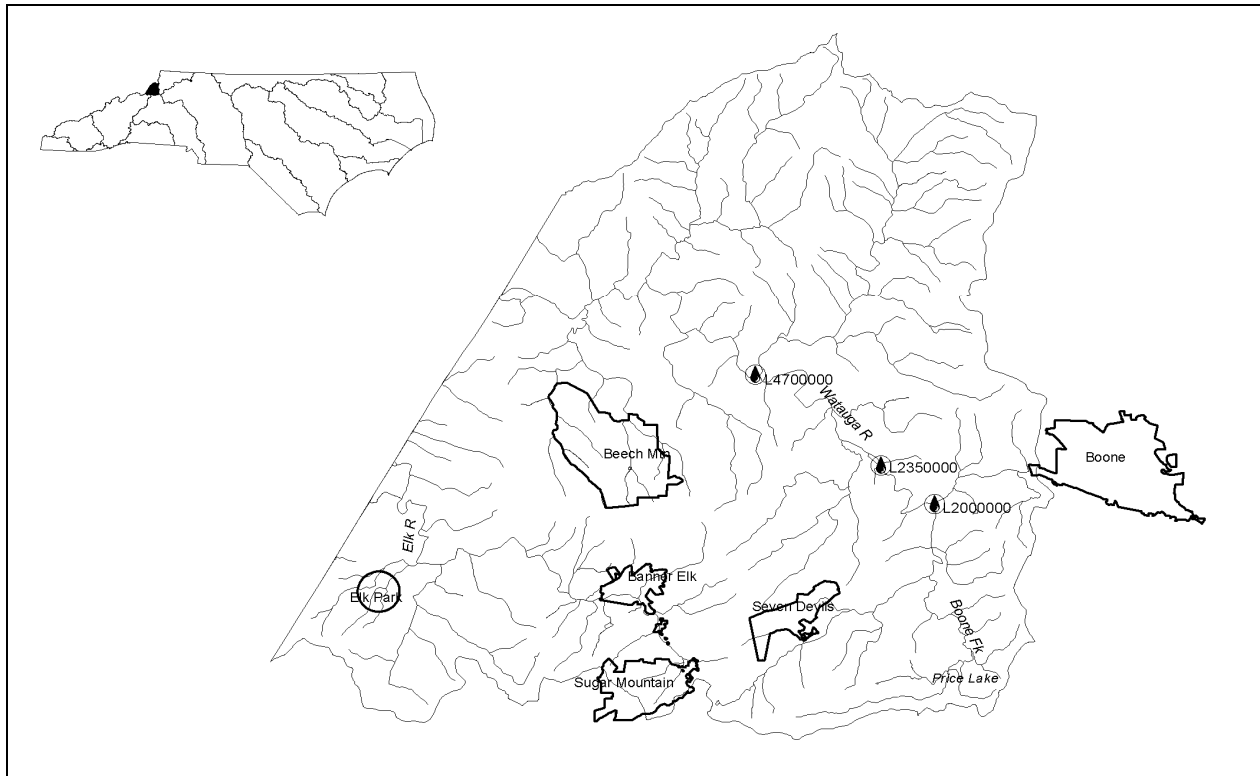 L4700000
Watauga R
Beech Mtn
Boone
L2350000
L2000000
Elk R
Banner Elk
Elk Park
Seven Devils
Boone Fk
Sugar Mountain
Price Lake